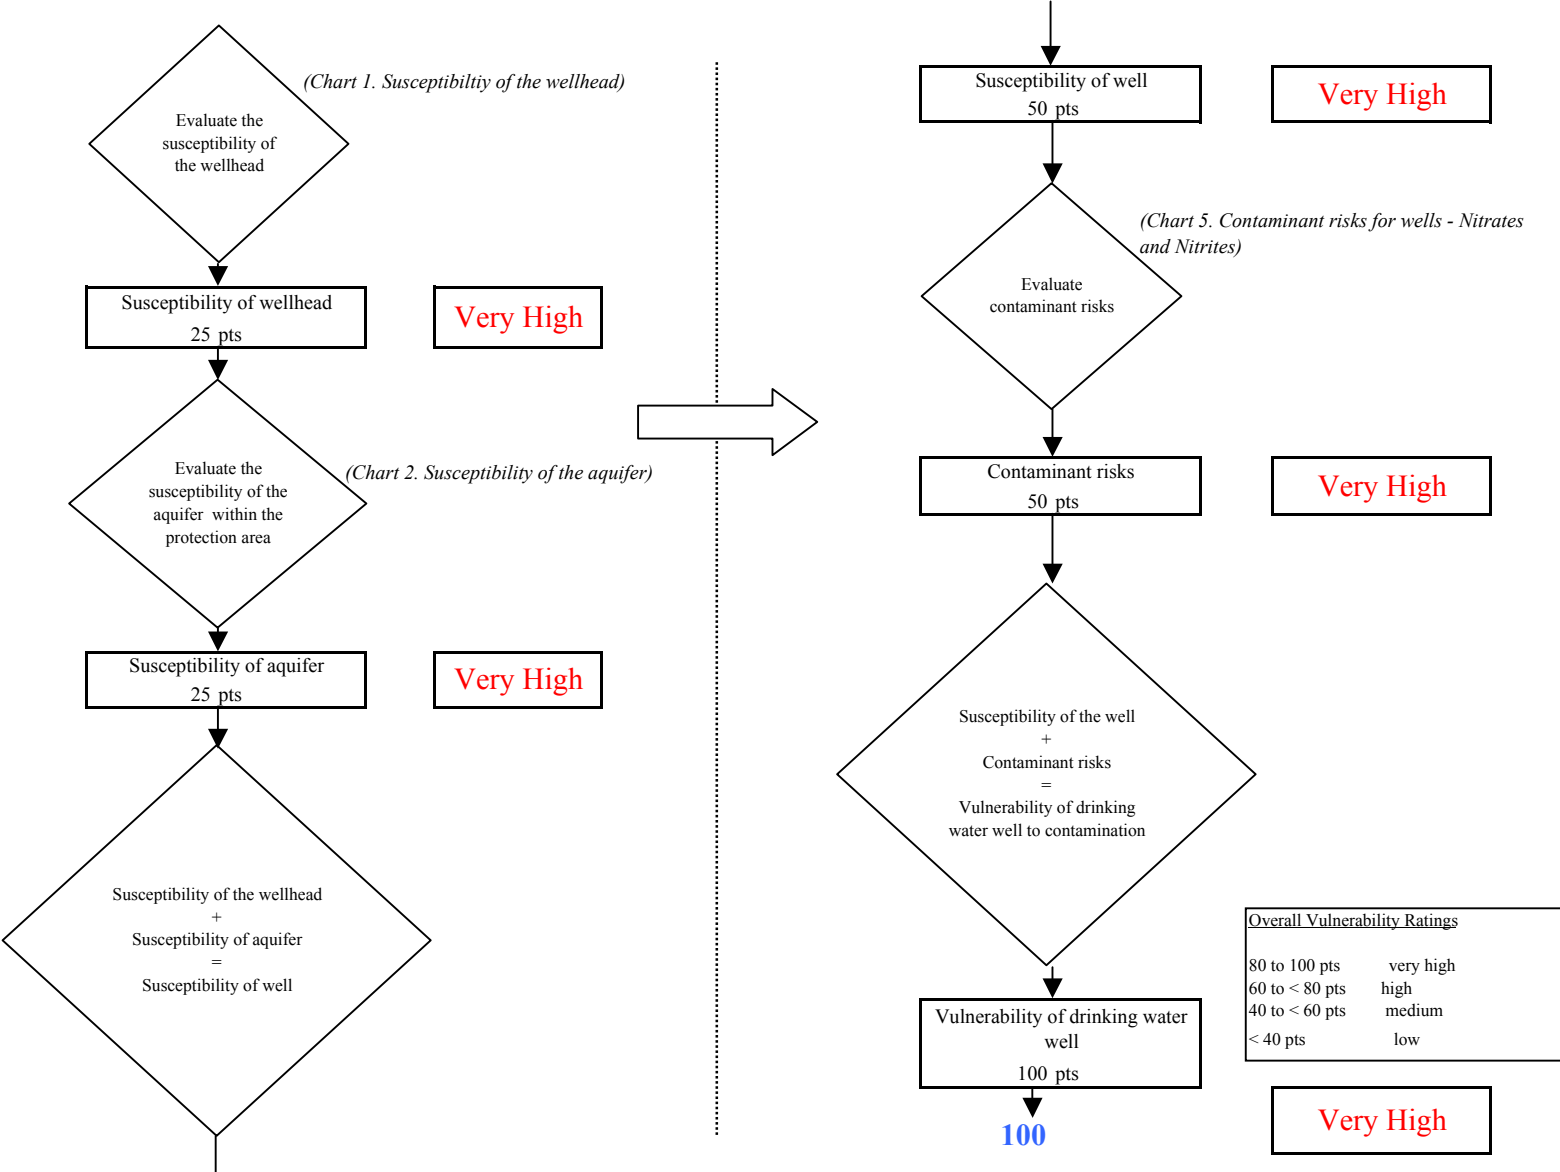 (Chart 1. Susceptibiltiy of the wellhead)
Evaluate the
susceptibility of
the wellhead
Susceptibility of wellhead
25 pts
Very High
Evaluate the
susceptibility of the
aquifer within the
protection area
(Chart 2. Susceptibility of the aquifer)
Susceptibility of aquifer
25 pts
Very High
Susceptibility of the wellhead
+
Susceptibility of aquifer
=
Susceptibility of well
Susceptibility of well
50 pts
Very High
(Chart 5. Contaminant risks for wells - Nitrates
and Nitrites)
Evaluate
contaminant risks
Contaminant risks
50 pts
Very High
Susceptibility of the well
+
Contaminant risks
=
Vulnerability of drinking
water well to contamination
Overall Vulnerability Ratings
80 to 100 pts very high
60 to < 80 pts high
40 to < 60 pts medium
< 40 pts low
Vulnerability of drinking water
well
100 pts
100
Very High